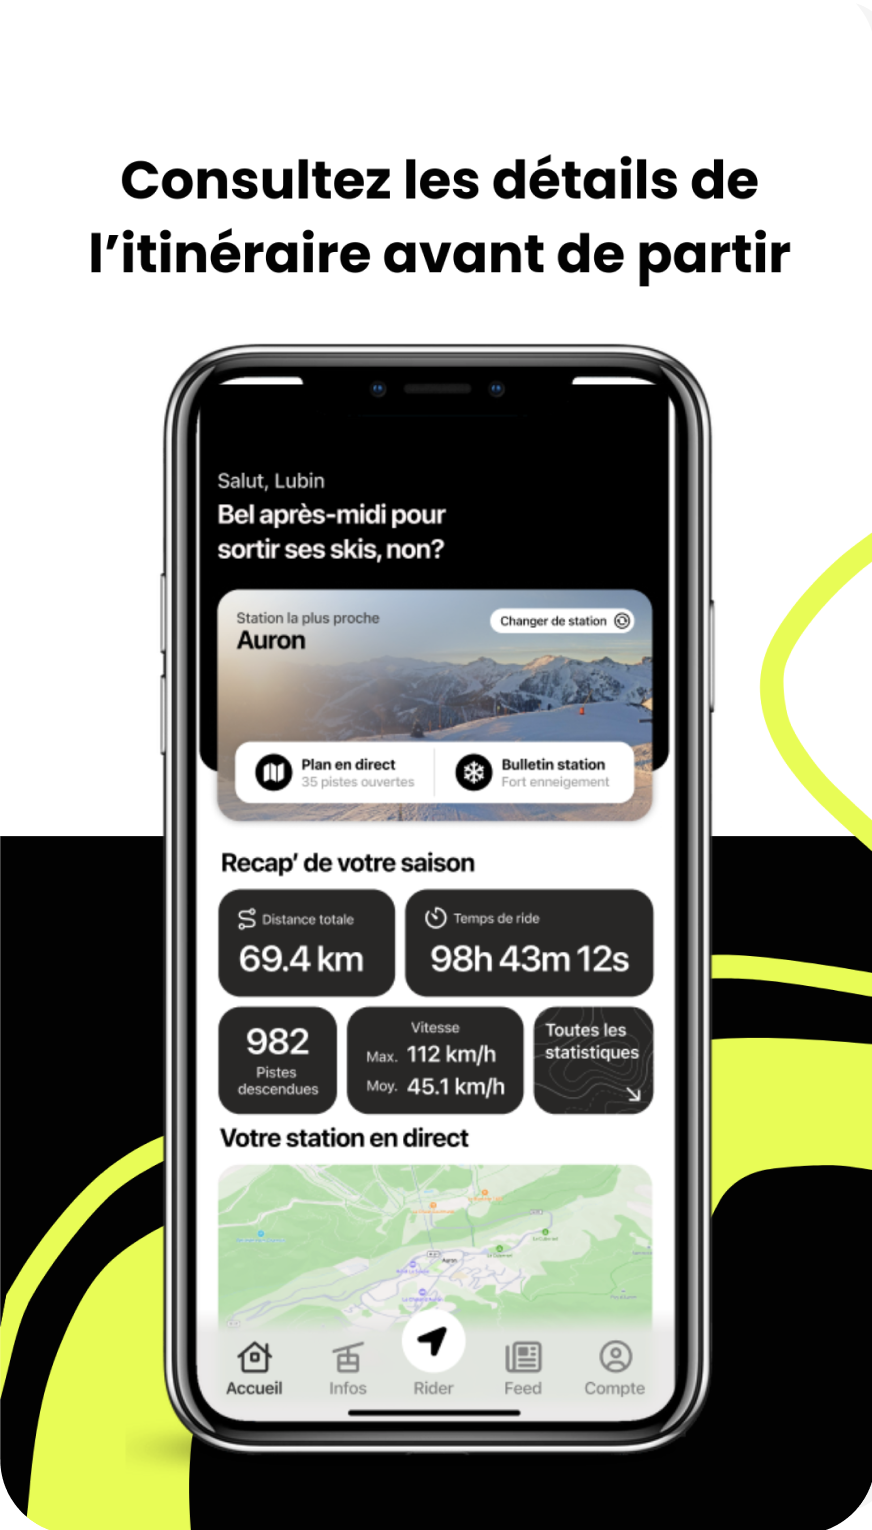 Consultez les détails de
l’itinéraire avant de partir
Salut, Lubin
Bel après-midi pour
sortir ses skis, non?
Station la plus proche
Auron
Changer de station
Plan en direct
35 pistes ouvertes
Bulletin station
Fort enneigement
Recap’ de votre saison
Distance totale
69.4 km
Temps de ride
98h 43m 12s
982
Pistes
descendues
Vitesse
Max. 112 km/h
Moy. 45.1 km/h
Toutes les
statistiques
Votre station en direct
Auron
Accueil
Infos
Rider
Feed
Compte